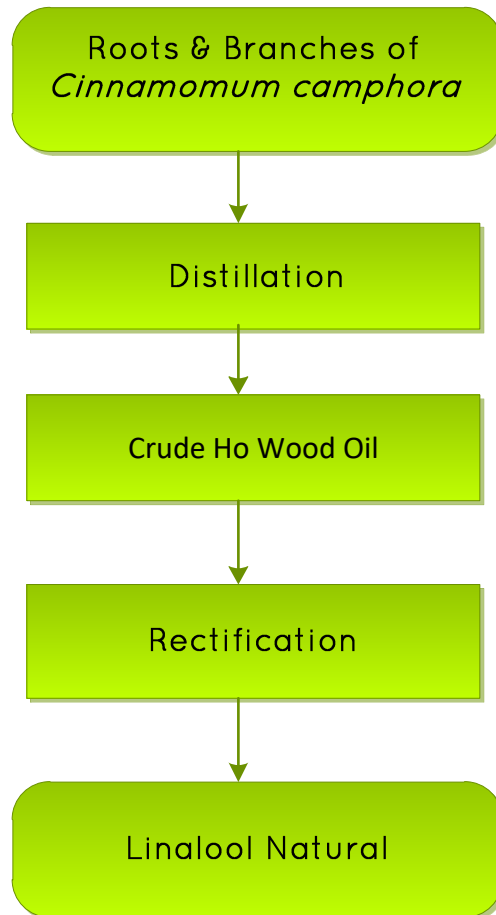 Roots & Branches of
Cinnamomum camphora
Distillation
Crude Ho Wood Oil
Rectification
Linalool Natural